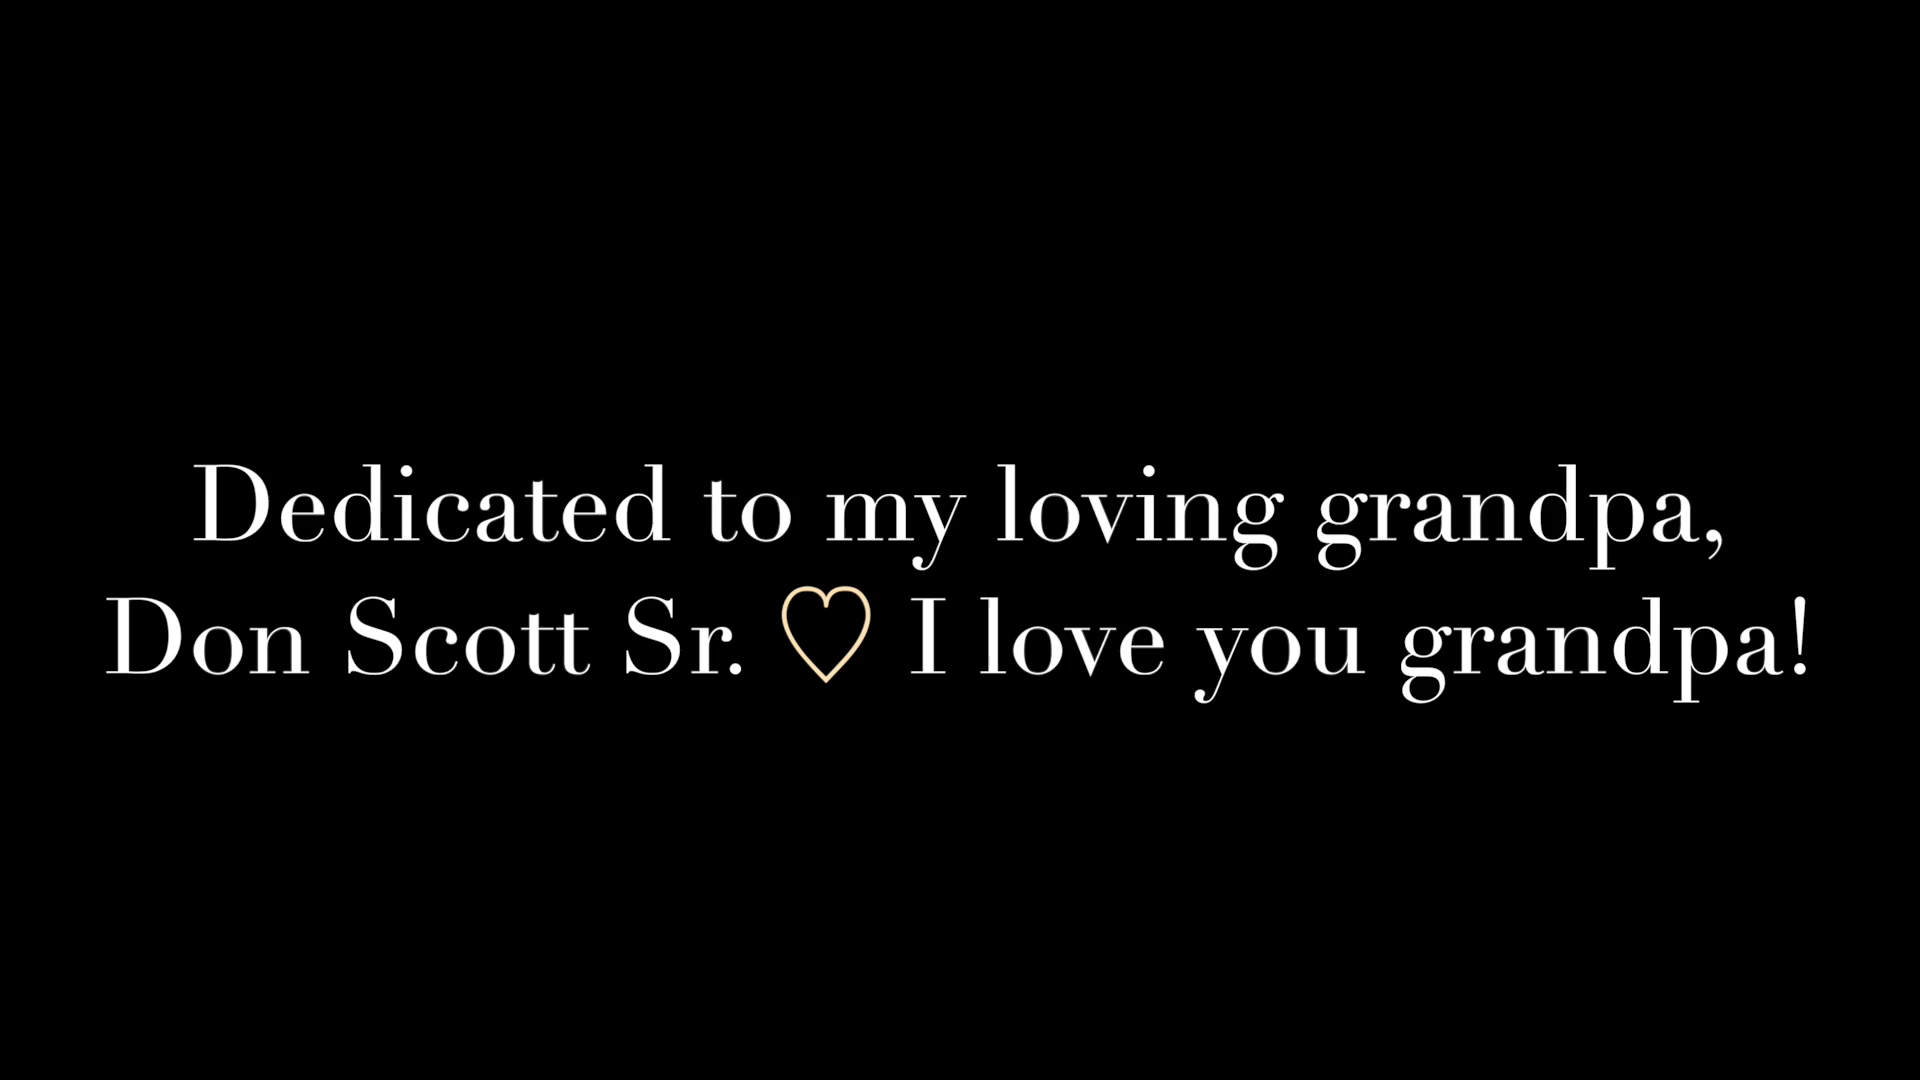 Dedicated to my loving grandpa,
Don Scott Sr. ♡ I love you grandpa!